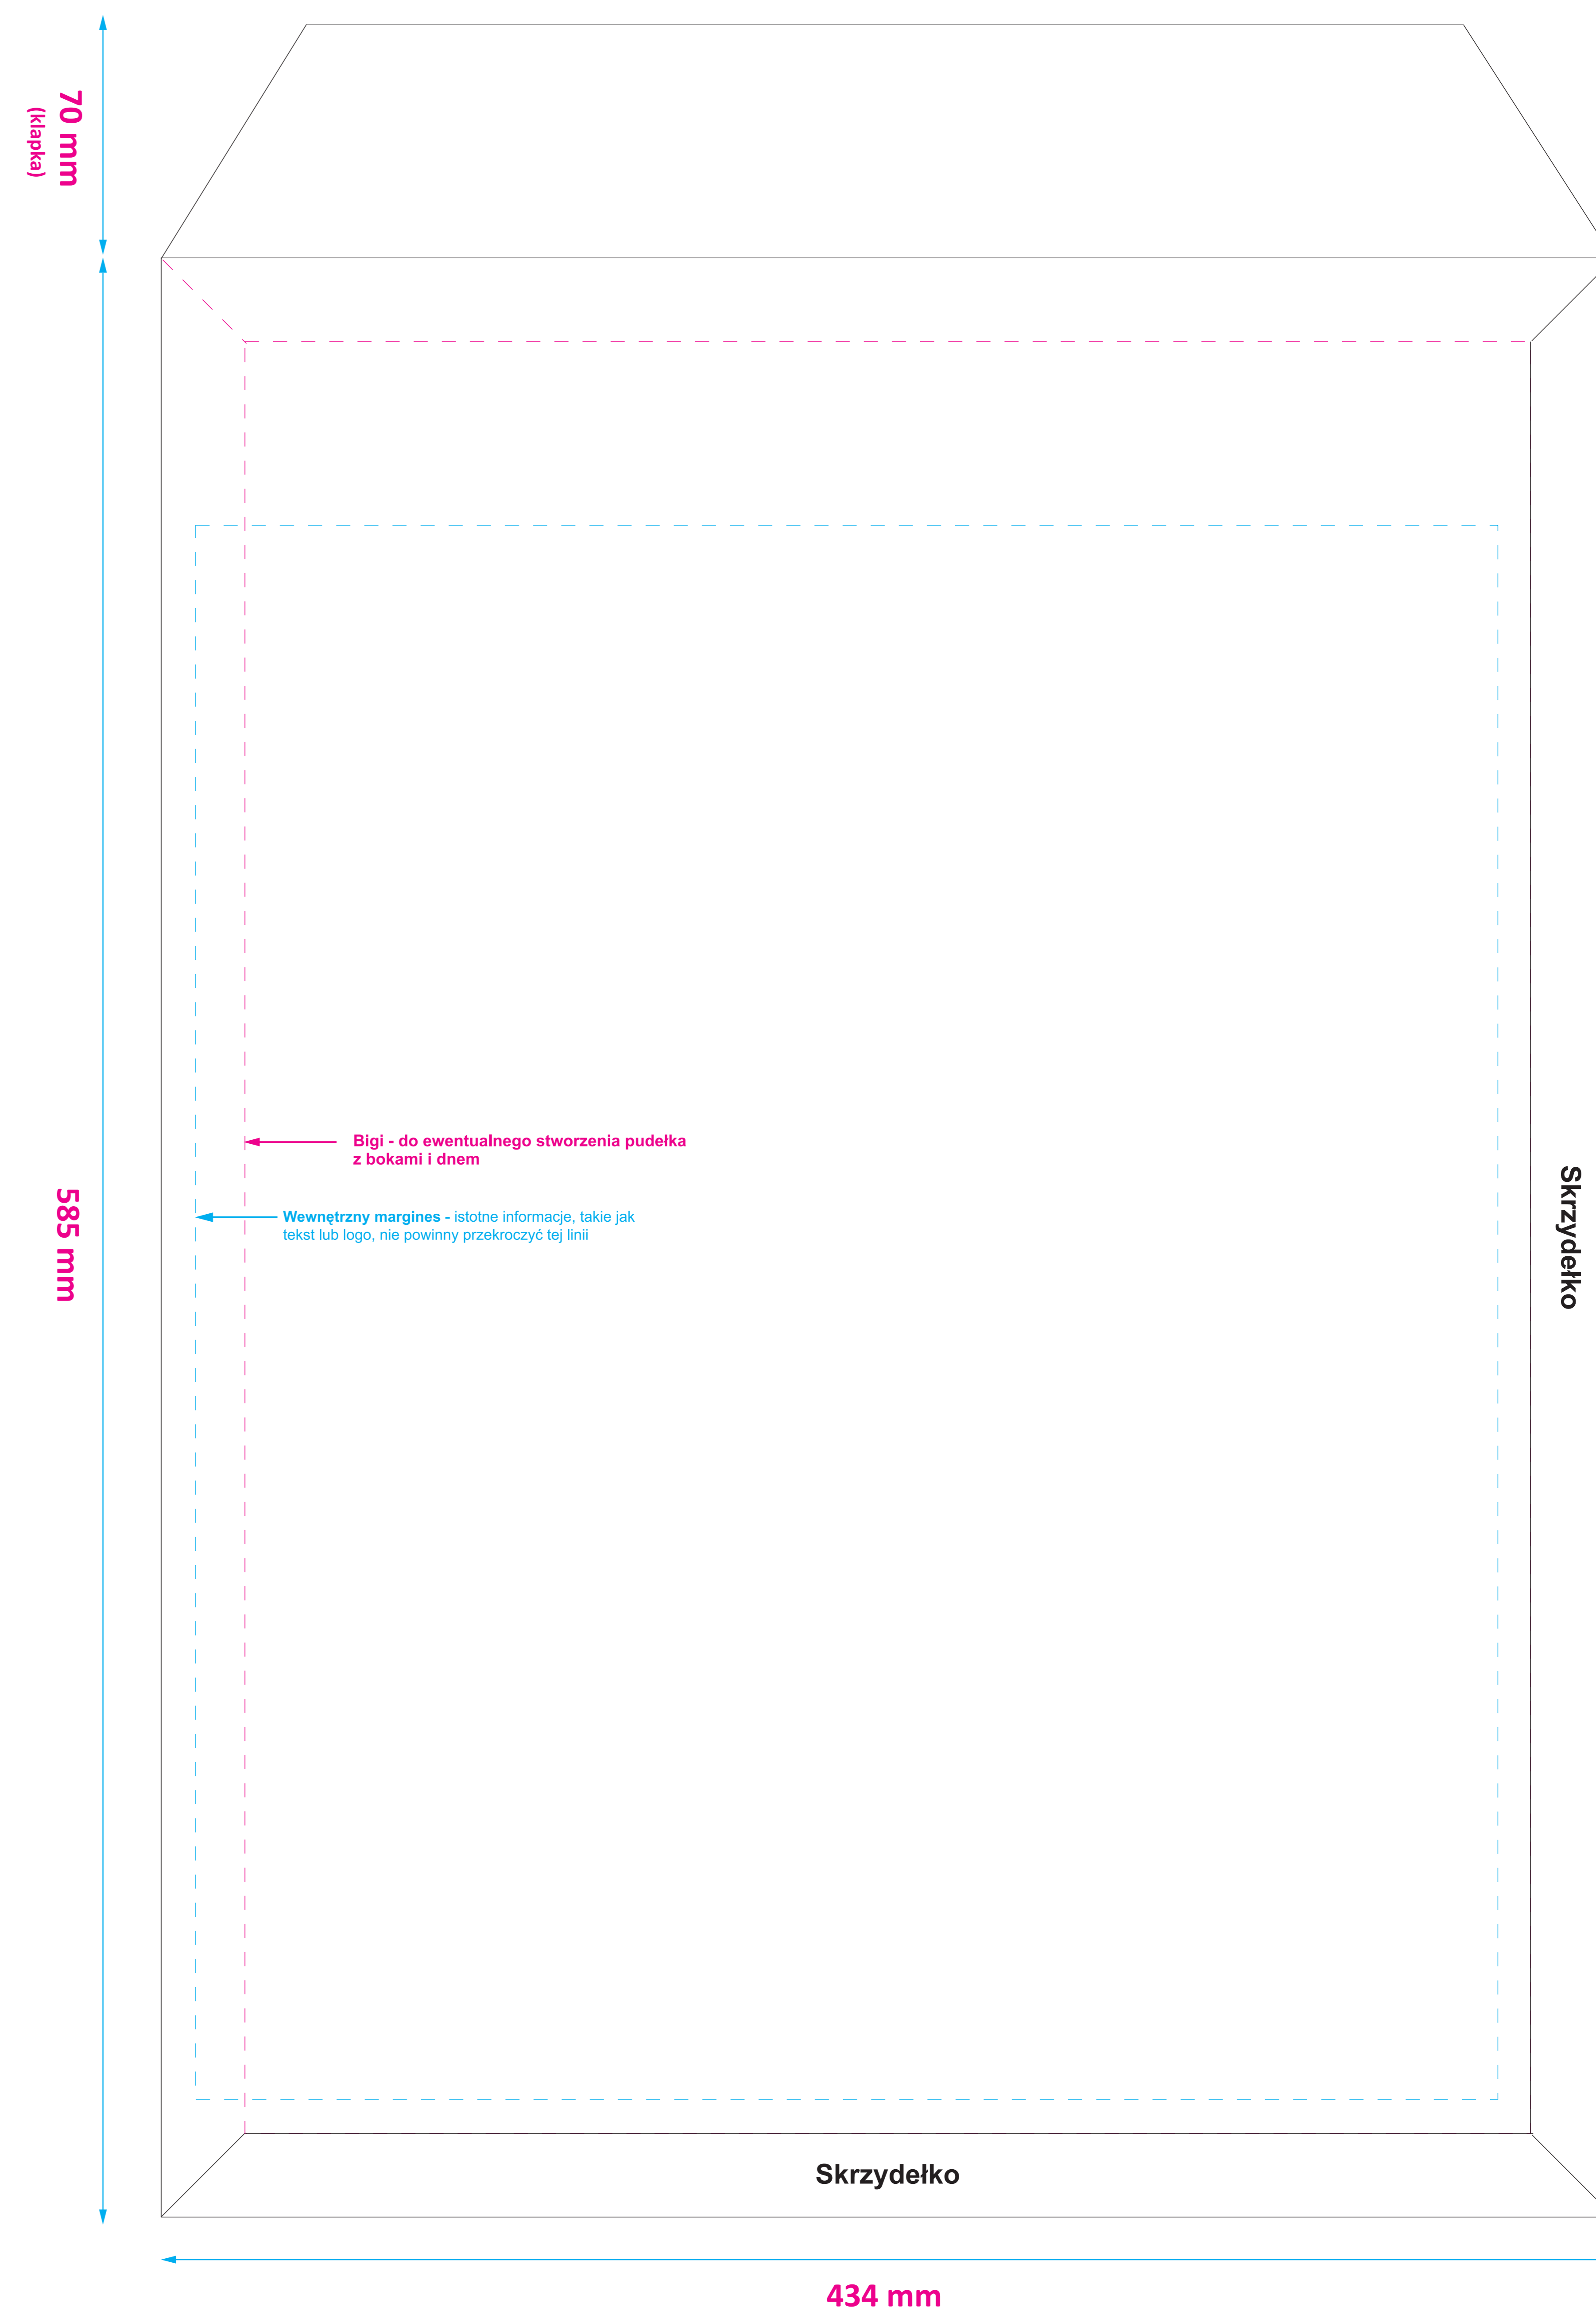 70 mm
(klapka)
Bigi - do ewentualnego stworzenia pudełka
z bokami i dnem
Wewnętrzny margines - istotne informacje, takie jak
tekst lub logo, nie powinny przekroczyć tej linii
585 mm
Skrzydełko
Skrzydełko
434 mm